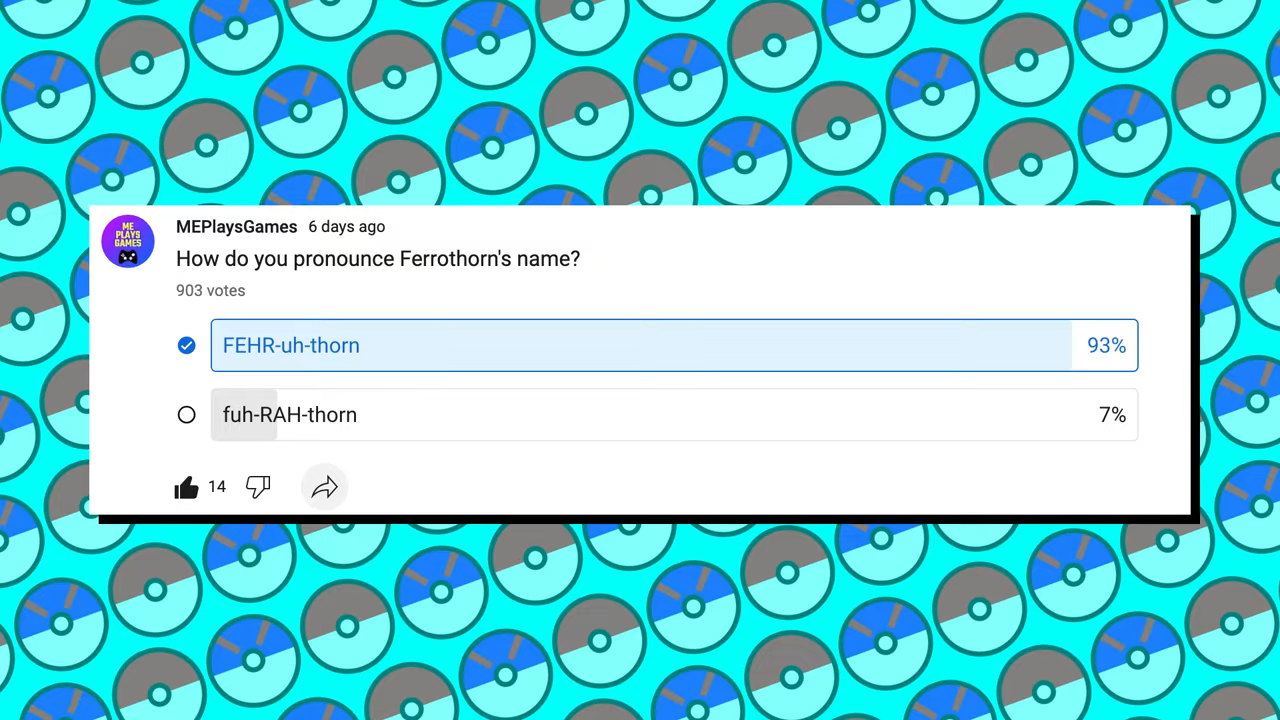 ME
PLAYS
GAMES
MEPlaysGames 6 days ago
How do you pronounce Ferrothorn's name?
903 votes
FEHR-uh-thorn 93%
fuh-RAH-thorn 7%
14